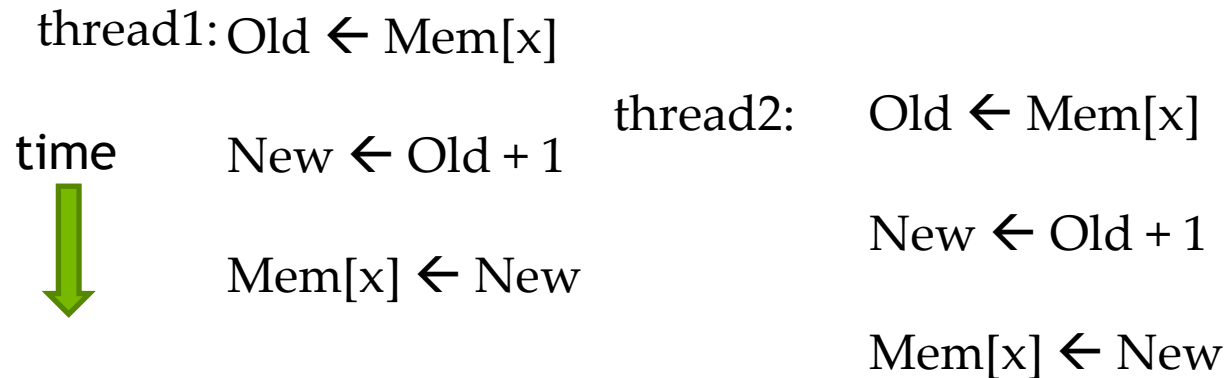 thread1: Old ← Mem[x]
thread2: Old ← Mem[x]
time New ← Old + 1
New ← Old + 1
Mem[x] ← New
Mem[x] ← New